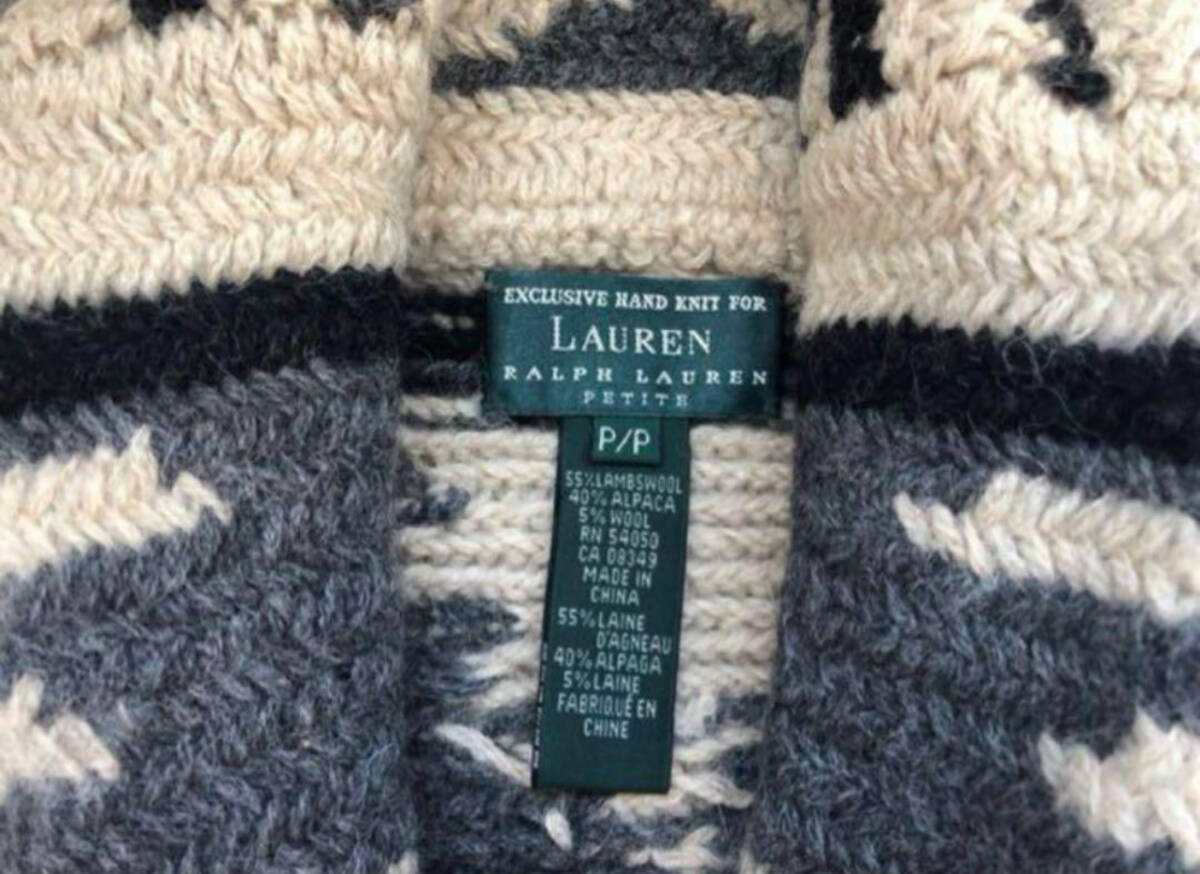 EXCLUSIVE HAND KNIT FOR
LAUREN
RALPH LAUREN
PETITE
P/P
55%LAMBSWOOL
40% ALPACA
5% WOOL
RN 54050
CA 08349
MADE IN
CHINA
55% LAINE
D'AGNEAU
40% ALPAGA
5% LAINE
FABRIQUÉ EN
CHINE